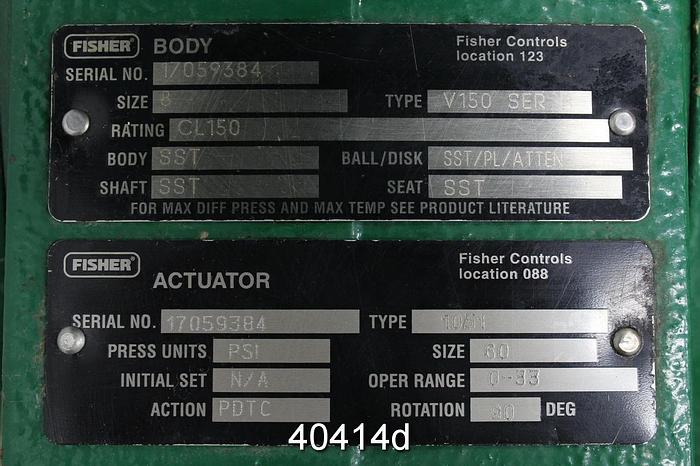 FISHER® BODY Fisher Controls
location 123
SERIAL NO. 17059384
SIZE 8 TYPE V150 SER B
RATING CL150
BODY SST BALL/DISK SST/PL/ATTEN
SHAFT SST SEAT SST
FOR MAX DIFF PRESS AND MAX TEMP SEE PRODUCT LITERATURE
FISHER® Fisher Controls
ACTUATOR location 088
SERIAL NO. 17059384 TYPE
PRESS UNITS PSI SIZE 60
INITIAL SET N/A OPER RANGE 0-33
ACTION PDTC ROTATION 90 DEG
40414d